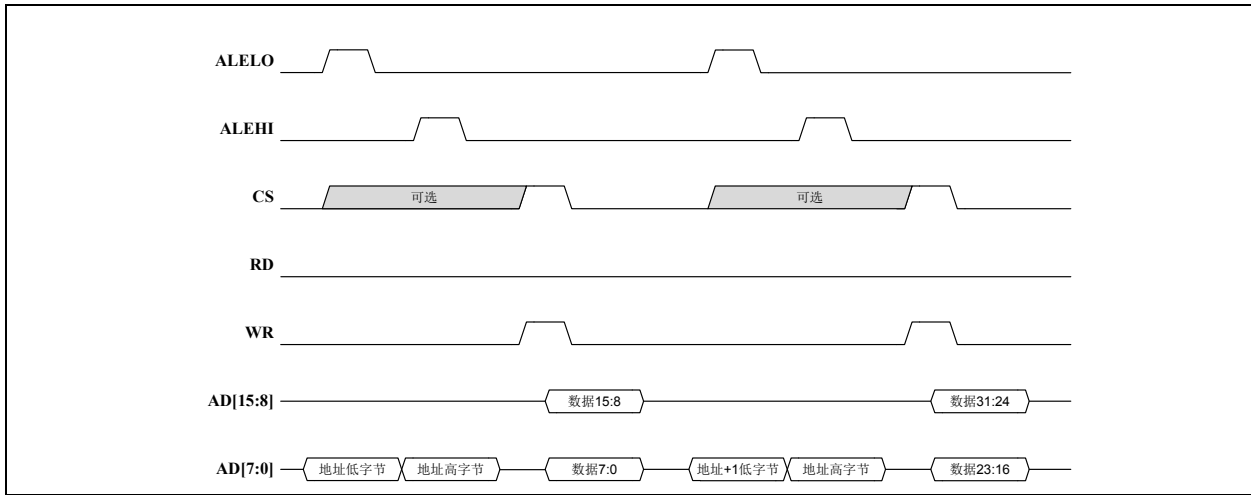 ALELO
ALEHI
CS 可选 可选
RD
WR
AD[15:8] 数据15:8 数据31:24
AD[7:0] 地址低字节 地址高字节 数据7:0 地址+1低字节 地址高字节 数据23:16